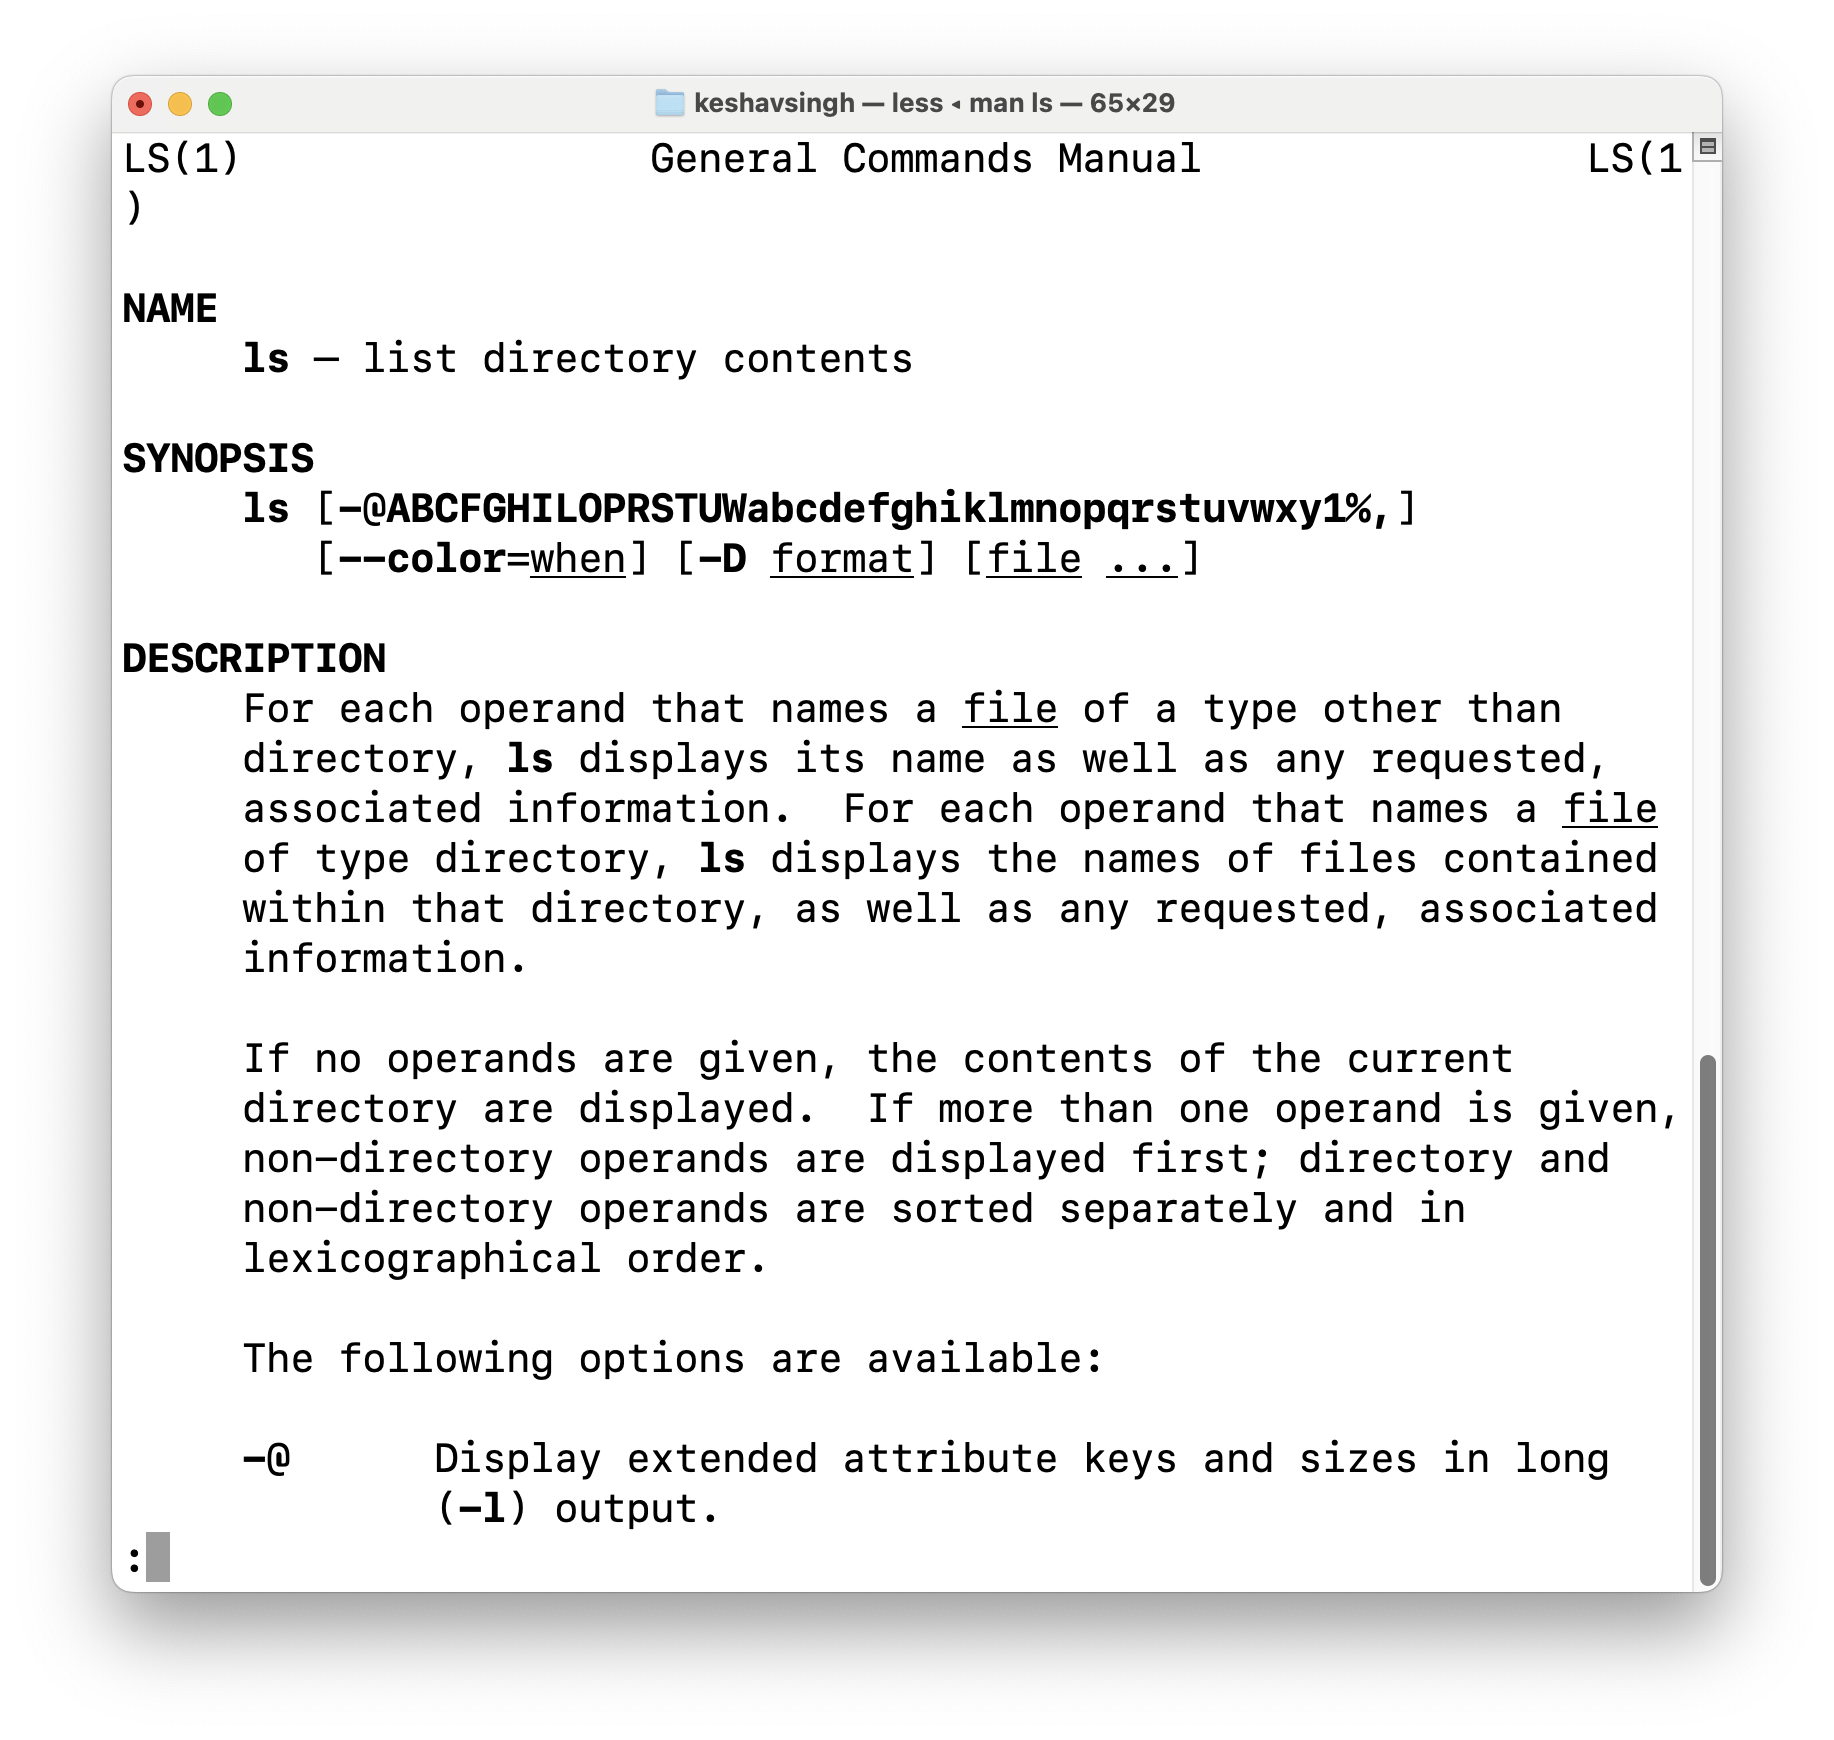 keshavsingh — less ◂ man ls — 65×29
LS(1)                 General Commands Manual                LS(1
)

NAME
     ls – list directory contents

SYNOPSIS
     ls [-@ABCFGHILOPRSTUWabcdefghiklmnopqrstuvwxy1%,]
        [--color=when] [-D format] [file ...]

DESCRIPTION
     For each operand that names a file of a type other than
     directory, ls displays its name as well as any requested,
     associated information.  For each operand that names a file
     of type directory, ls displays the names of files contained
     within that directory, as well as any requested, associated
     information.

     If no operands are given, the contents of the current
     directory are displayed.  If more than one operand is given,
     non-directory operands are displayed first; directory and
     non-directory operands are sorted separately and in
     lexicographical order.

     The following options are available:

     -@      Display extended attribute keys and sizes in long
             (-l) output.
: